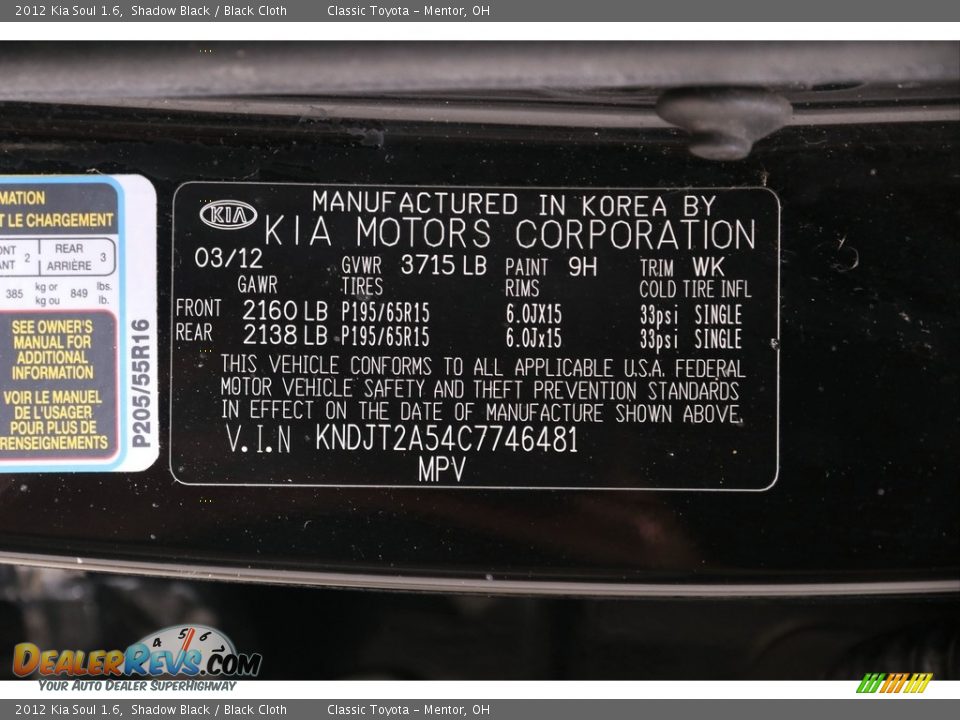 2012 Kia Soul 1.6, Shadow Black / Black Cloth Classic Toyota - Mentor, OH
MATION
T LE CHARGEMENT
ONT 2 REAR 3
ANT ARRIÈRE
385 kg or 849 lbs.
kg ou lb.
SEE OWNER'S
MANUAL FOR
ADDITIONAL
INFORMATION
VOIR LE MANUEL
DE L'USAGER
POUR PLUS DE
RENSEIGNEMENTS
P205/55R16
KIA
MANUFACTURED IN KOREA BY
KIA MOTORS CORPORATION
03/12 GVWR 3715 LB PAINT 9H TRIM WK
GAWR TIRES RIMS COLD TIRE INFL
FRONT 2160 LB P195/65R15 6.0JX15 33psi SINGLE
REAR 2138 LB P195/65R15 6.0Jx15 33psi SINGLE
THIS VEHICLE CONFORMS TO ALL APPLICABLE U.S.A. FEDERAL
MOTOR VEHICLE SAFETY AND THEFT PREVENTION STANDARDS
IN EFFECT ON THE DATE OF MANUFACTURE SHOWN ABOVE.
V.I.N KNDJT2A54C7746481
MPV
4 5 6
DEALERREVS.COM
YOUR AUTO DEALER SUPERHIGHWAY
2012 Kia Soul 1.6, Shadow Black / Black Cloth Classic Toyota - Mentor, OH